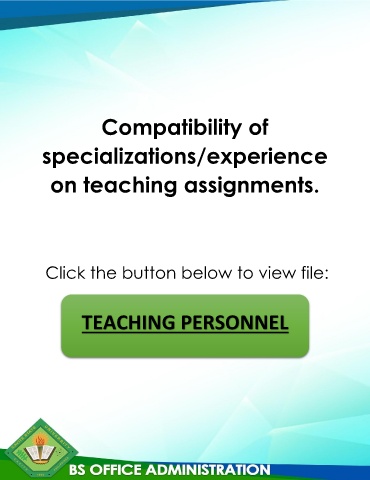 Compatibility of
specializations/experience
on teaching assignments.
Click the button below to view file:
TEACHING PERSONNEL
BS OFFICE ADMINISTRATION